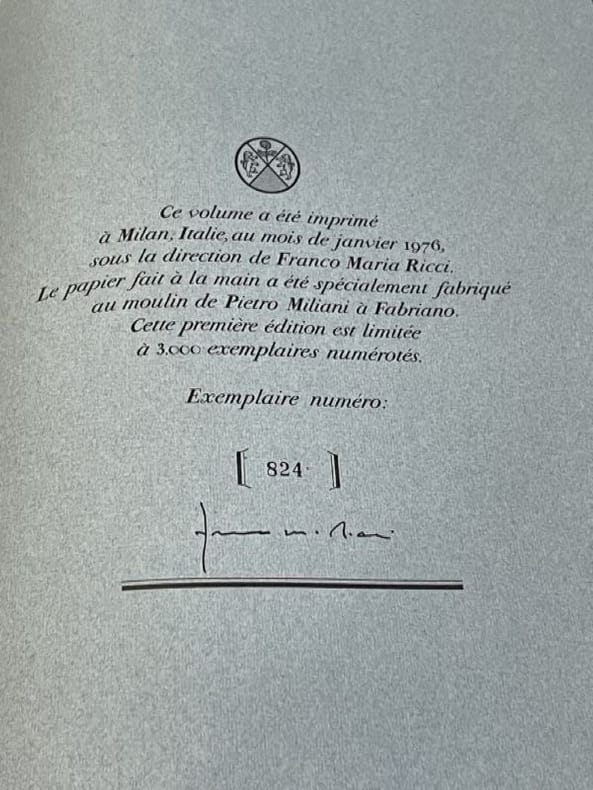 Ce volume a été imprimé
à Milan, Italie, au mois de janvier 1976,
sous la direction de Franco Maria Ricci.
Le papier fait à la main a été spécialement fabriqué
au moulin de Pietro Miliani à Fabriano.
Cette première édition est limitée
à 3.000 exemplaires numérotés.
Exemplaire numéro:
[ 824 ]